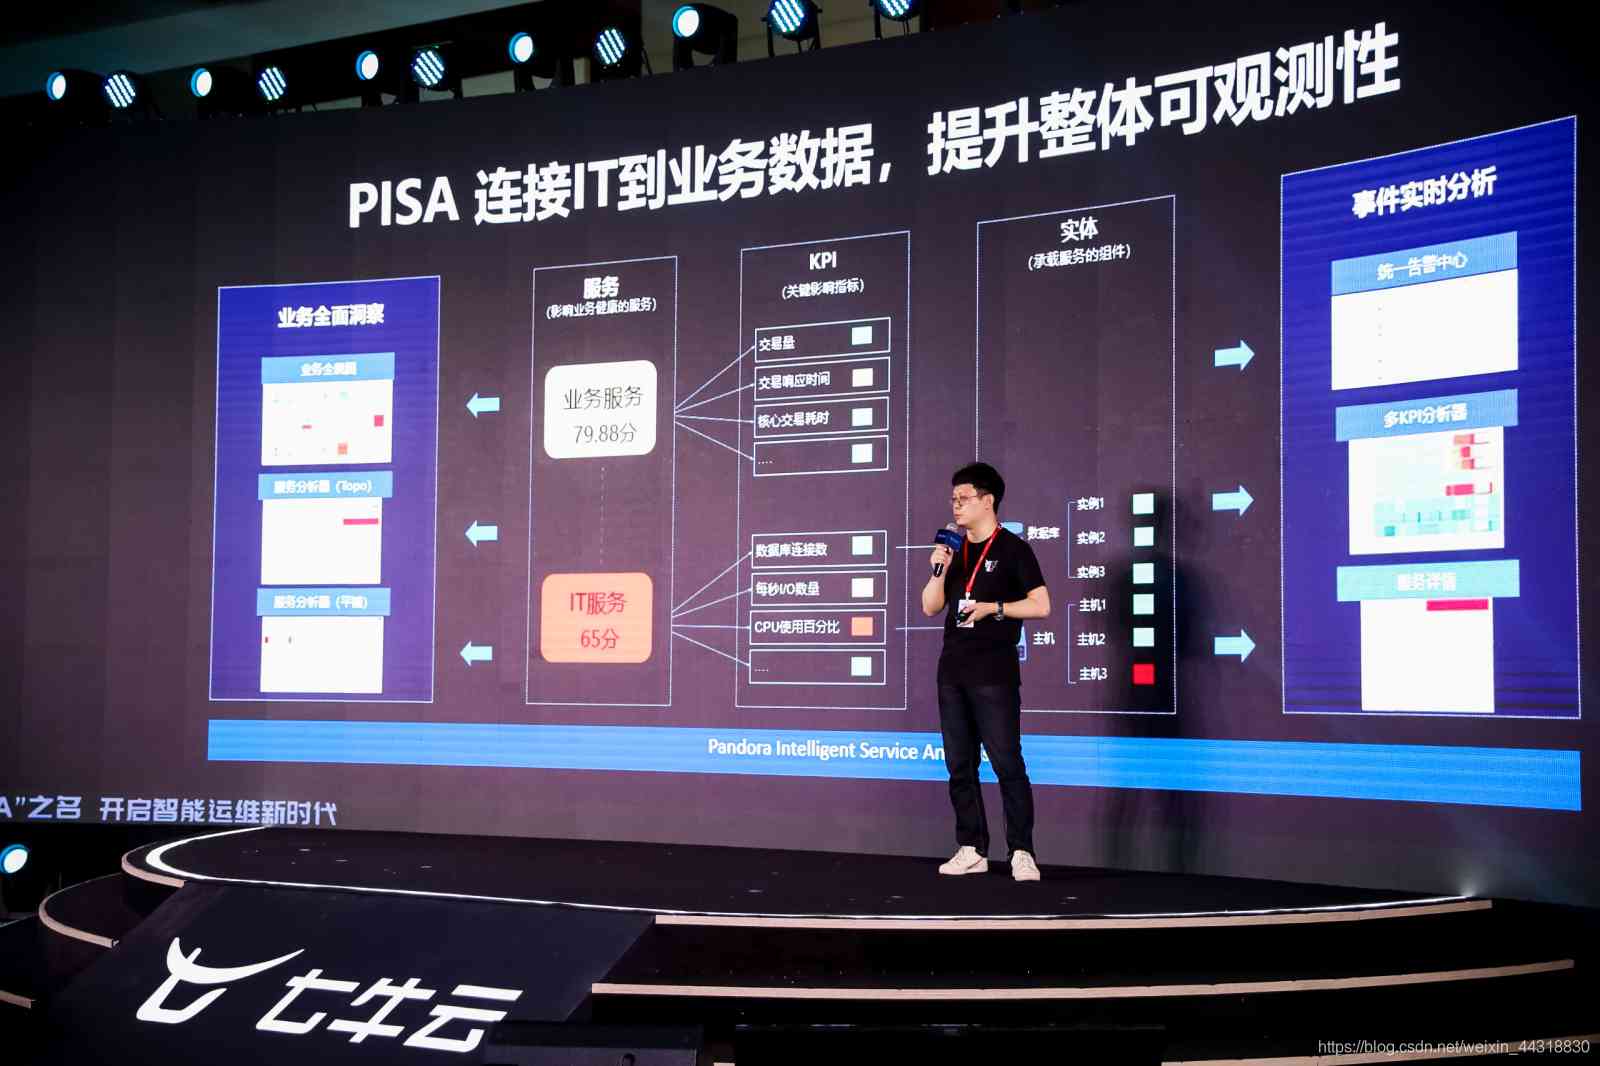 PISA 连接IT到业务数据，提升整体可观测性
业务全面洞察
业务全貌图
服务分析器（Topo）
服务分析器（平铺）
服务
（影响业务健康的服务）
业务服务
79.88分
IT服务
65分
KPI
（关键影响指标）
交易量
交易响应时间
核心交易耗时
....
数据库连接数
每秒I/O数量
CPU使用百分比
....
实体
（承载服务的组件）
数据库
实例1
实例2
实例3
主机
主机1
主机2
主机3
事件实时分析
统一告警中心
多KPI分析器
服务详情
Pandora Intelligent Service An
A”之名 开启智能运维新时代
七牛云
https://blog.csdn.net/weixin_44318830